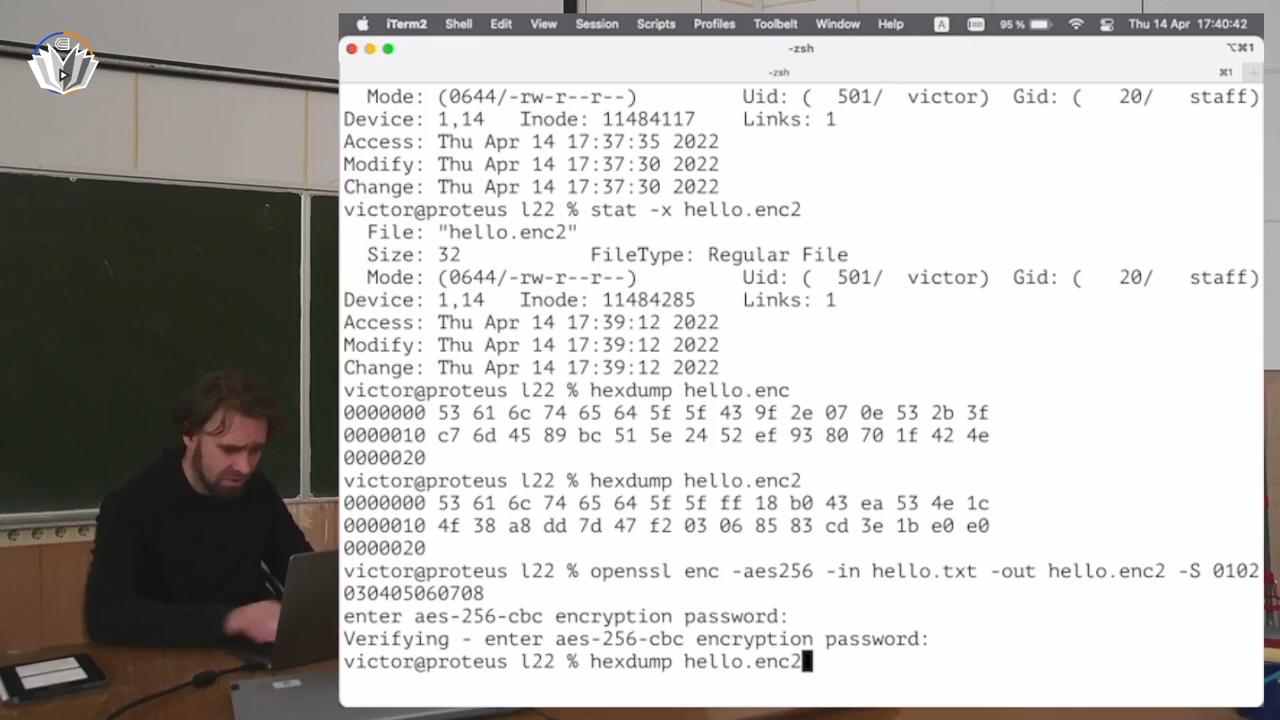 iTerm2 Shell Edit View Session Scripts Profiles Toolbelt Window Help A 95 % Thu 14 Apr 17:40:42
-zsh ⌥⌘1
-zsh ⌘1
Mode: (0644/-rw-r--r--) Uid: ( 501/ victor) Gid: ( 20/ staff)
Device: 1,14 Inode: 11484117 Links: 1
Access: Thu Apr 14 17:37:35 2022
Modify: Thu Apr 14 17:37:30 2022
Change: Thu Apr 14 17:37:30 2022
victor@proteus l22 % stat -x hello.enc2
File: "hello.enc2"
Size: 32 FileType: Regular File
Mode: (0644/-rw-r--r--) Uid: ( 501/ victor) Gid: ( 20/ staff)
Device: 1,14 Inode: 11484285 Links: 1
Access: Thu Apr 14 17:39:12 2022
Modify: Thu Apr 14 17:39:12 2022
Change: Thu Apr 14 17:39:12 2022
victor@proteus l22 % hexdump hello.enc
0000000 53 61 6c 74 65 64 5f 5f 43 9f 2e 07 0e 53 2b 3f
0000010 c7 6d 45 89 bc 51 5e 24 52 ef 93 80 70 1f 42 4e
0000020
victor@proteus l22 % hexdump hello.enc2
0000000 53 61 6c 74 65 64 5f 5f ff 18 b0 43 ea 53 4e 1c
0000010 4f 38 a8 dd 7d 47 f2 03 06 85 83 cd 3e 1b e0 e0
0000020
victor@proteus l22 % openssl enc -aes256 -in hello.txt -out hello.enc2 -S 0102
030405060708
enter aes-256-cbc encryption password:
Verifying - enter aes-256-cbc encryption password:
victor@proteus l22 % hexdump hello.enc2